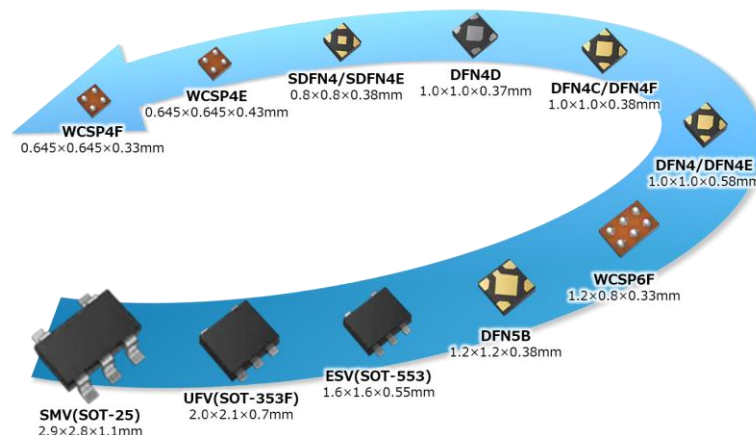 SDFN4/SDFN4E
0.8×0.8×0.38mm
DFN4D
1.0×1.0×0.37mm
DFN4C/DFN4F
1.0×1.0×0.38mm
WCSP4E
0.645×0.645×0.43mm
WCSP4F
0.645×0.645×0.33mm
DFN4/DFN4E
1.0×1.0×0.58mm
WCSP6F
1.2×0.8×0.33mm
DFN5B
1.2×1.2×0.38mm
ESV(SOT-553)
1.6×1.6×0.55mm
UFV(SOT-353F)
2.0×2.1×0.7mm
SMV(SOT-25)
2.9×2.8×1.1mm